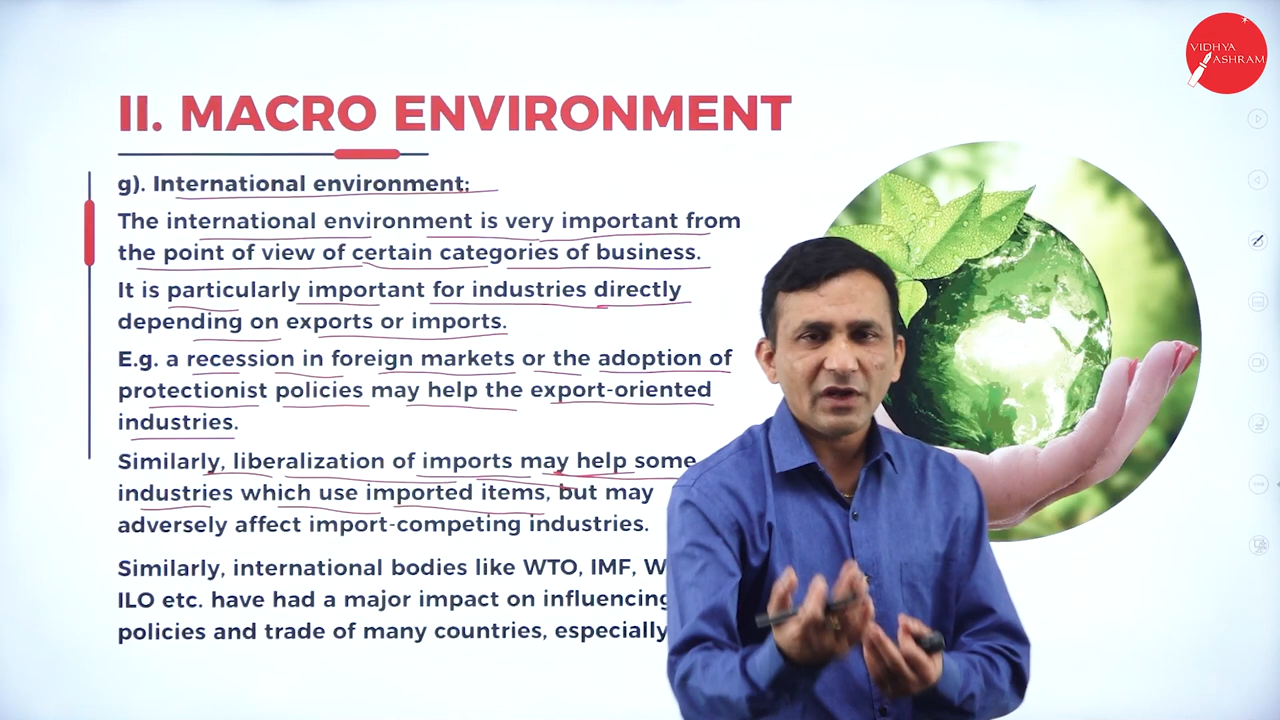 VIDHYA
ASHRAM
II. MACRO ENVIRONMENT
g). International environment:
The international environment is very important from
the point of view of certain categories of business.
It is particularly important for industries directly
depending on exports or imports.
E.g. a recession in foreign markets or the adoption of
protectionist policies may help the export-oriented
industries.
Similarly, liberalization of imports may help some
industries which use imported items, but may
adversely affect import-competing industries.
Similarly, international bodies like WTO, IMF,
ILO etc. have had a major impact on influencing
policies and trade of many countries, especially